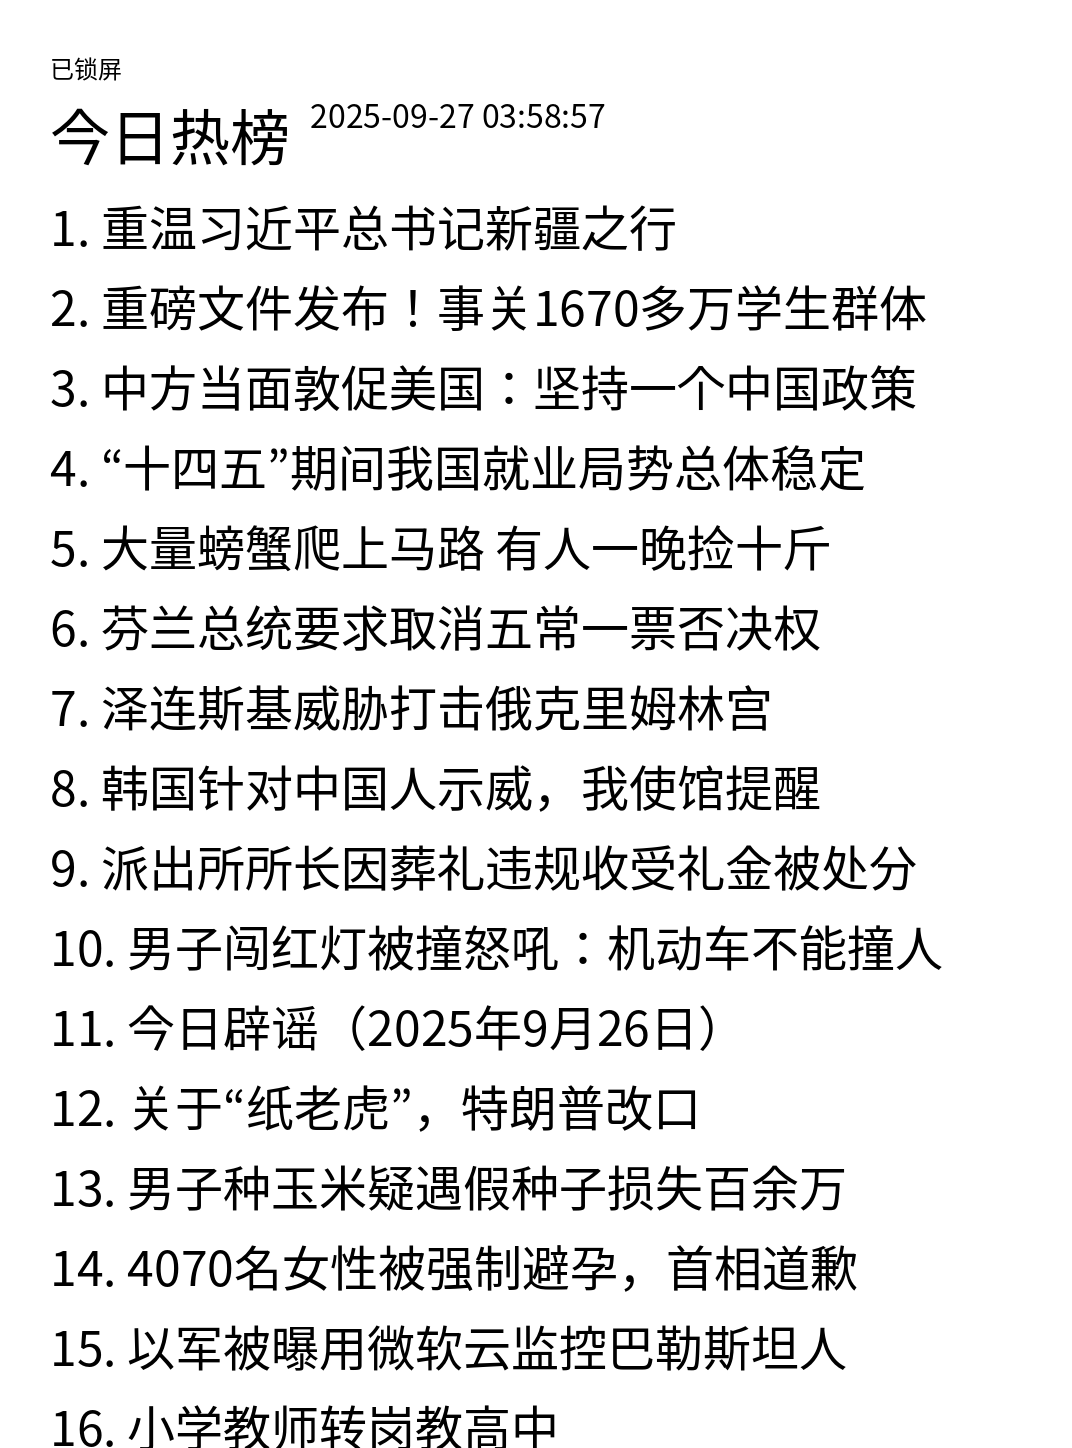 已锁屏
今日热榜 2025-09-27 03:58:57
1. 重温习近平总书记新疆之行
2. 重磅文件发布！事关1670多万学生群体
3. 中方当面敦促美国：坚持一个中国政策
4. “十四五”期间我国就业局势总体稳定
5. 大量螃蟹爬上马路 有人一晚捡十斤
6. 芬兰总统要求取消五常一票否决权
7. 泽连斯基威胁打击俄克里姆林宫
8. 韩国针对中国人示威，我使馆提醒
9. 派出所所长因葬礼违规收受礼金被处分
10. 男子闯红灯被撞怒吼：机动车不能撞人
11. 今日辟谣（2025年9月26日）
12. 关于“纸老虎”，特朗普改口
13. 男子种玉米疑遇假种子损失百余万
14. 4070名女性被强制避孕，首相道歉
15. 以军被曝用微软云监控巴勒斯坦人
16. 小学教师转岗教高中